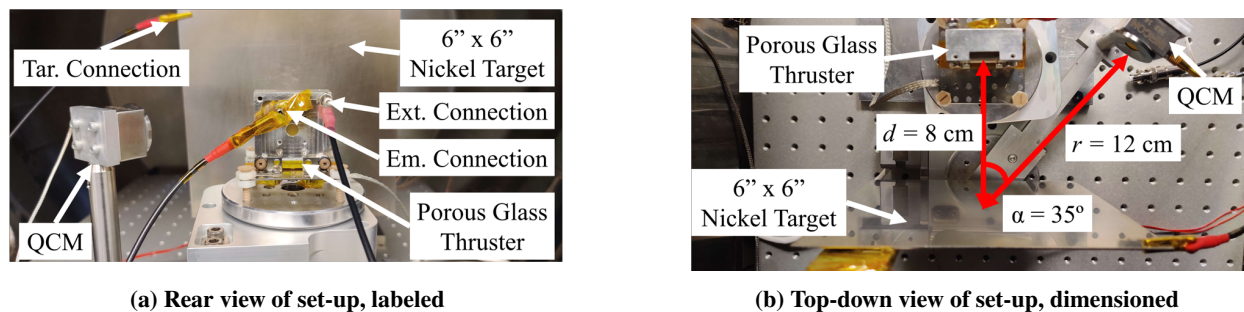 Tar. Connection
6” x 6”
Nickel Target
Ext. Connection
Em. Connection
Porous Glass
Thruster
QCM
(a) Rear view of set-up, labeled
Porous Glass
Thruster
QCM
d = 8 cm
r = 12 cm
6” x 6”
Nickel Target
α = 35º
(b) Top-down view of set-up, dimensioned